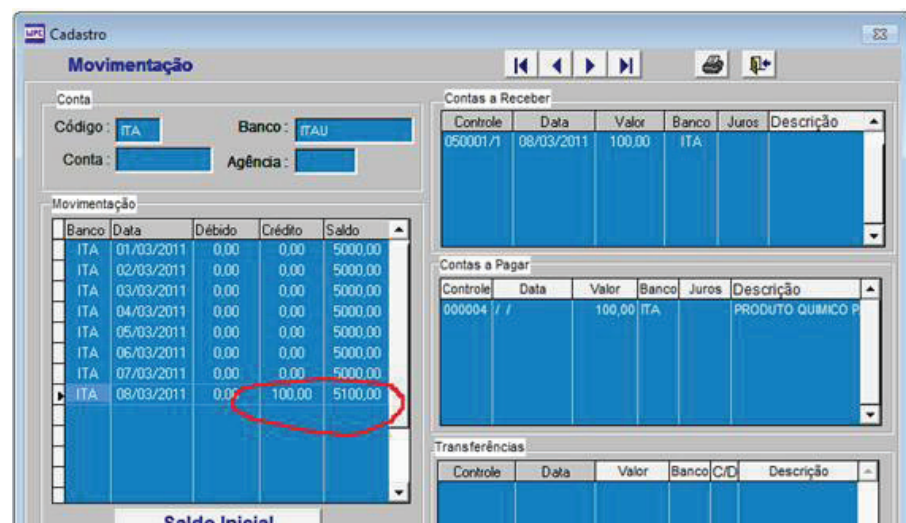 WPC Cadastro
Movimentação
Conta
Código : ITA Banco : ITAU
Conta : Agência :
Movimentação
Banco Data Débido Crédito Saldo
ITA 01/03/2011 0,00 0,00 5000,00
ITA 02/03/2011 0,00 0,00 5000,00
ITA 03/03/2011 0,00 0,00 5000,00
ITA 04/03/2011 0,00 0,00 5000,00
ITA 05/03/2011 0,00 0,00 5000,00
ITA 06/03/2011 0,00 0,00 5000,00
ITA 07/03/2011 0,00 0,00 5000,00
ITA 08/03/2011 0,00 100,00 5100,00
Saldo Inicial
Contas a Receber
Controle Data Valor Banco Juros Descrição
050001/1 08/03/2011 100,00 ITA
Contas a Pagar
Controle Data Valor Banco Juros Descrição
000004 / / 100,00 ITA PRODUTO QUIMICO P
Transferências
Controle Data Valor Banco C/D Descrição